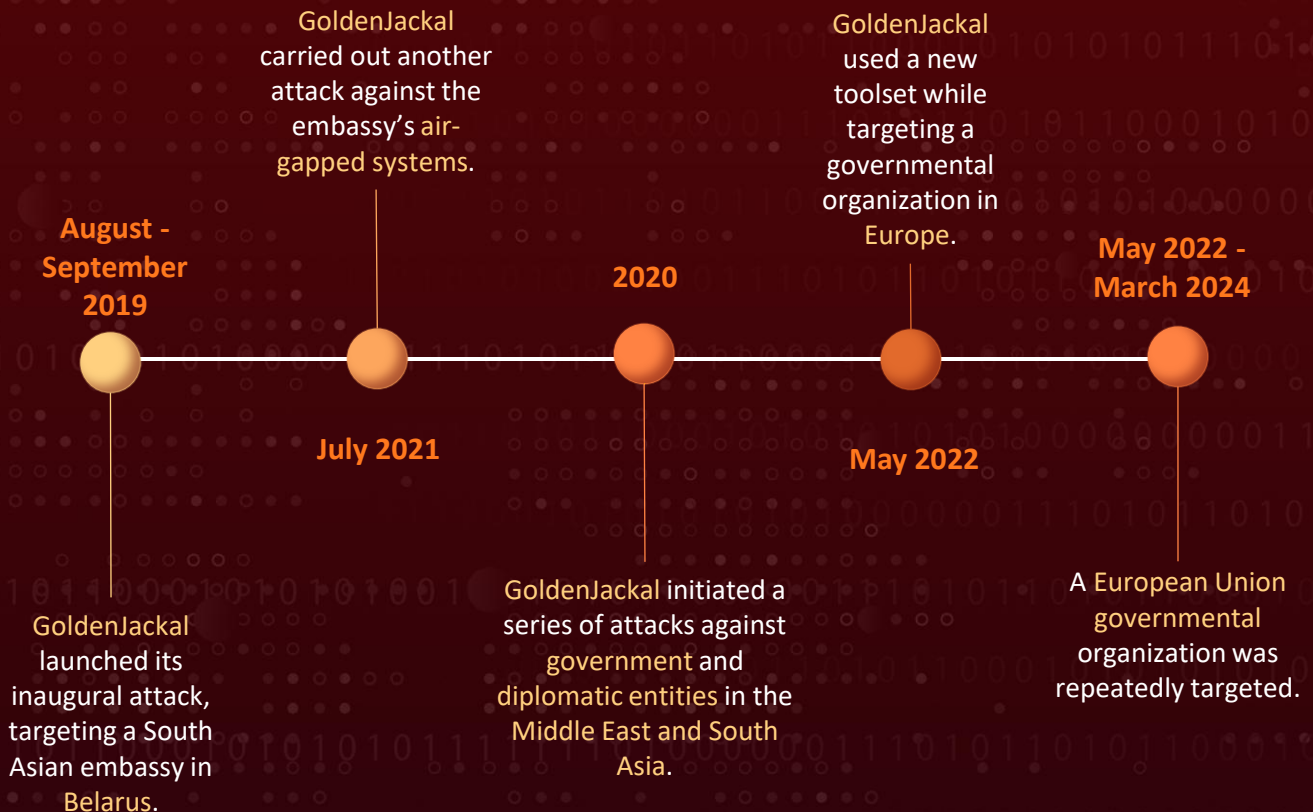 August -
September
2019
GoldenJackal
launched its
inaugural attack,
targeting a South
Asian embassy in
Belarus.
GoldenJackal
carried out another
attack against the
embassy’s air-
gapped systems.
July 2021
2020
GoldenJackal initiated a
series of attacks against
government and
diplomatic entities in the
Middle East and South
Asia.
GoldenJackal
used a new
toolset while
targeting a
governmental
organization in
Europe.
May 2022
May 2022 -
March 2024
A European Union
governmental
organization was
repeatedly targeted.